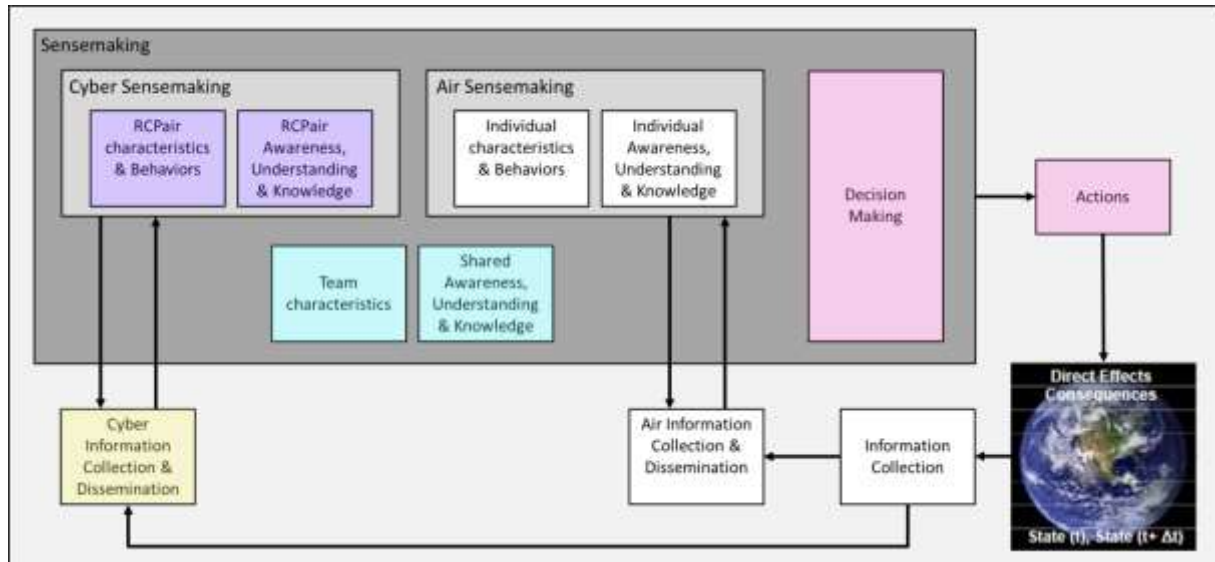 Sensemaking
Cyber Sensemaking
RCPair
characteristics
& Behaviors
RCPair
Awareness,
Understanding
& Knowledge
Air Sensemaking
Individual
characteristics
& Behaviors
Individual
Awareness,
Understanding
& Knowledge
Decision
Making
Actions
Team
characteristics
Shared
Awareness,
Understanding
& Knowledge
Direct Effects
Consequences
State (t), State (t+ Δt)
Cyber
Information
Collection &
Dissemination
Air Information
Collection &
Dissemination
Information
Collection